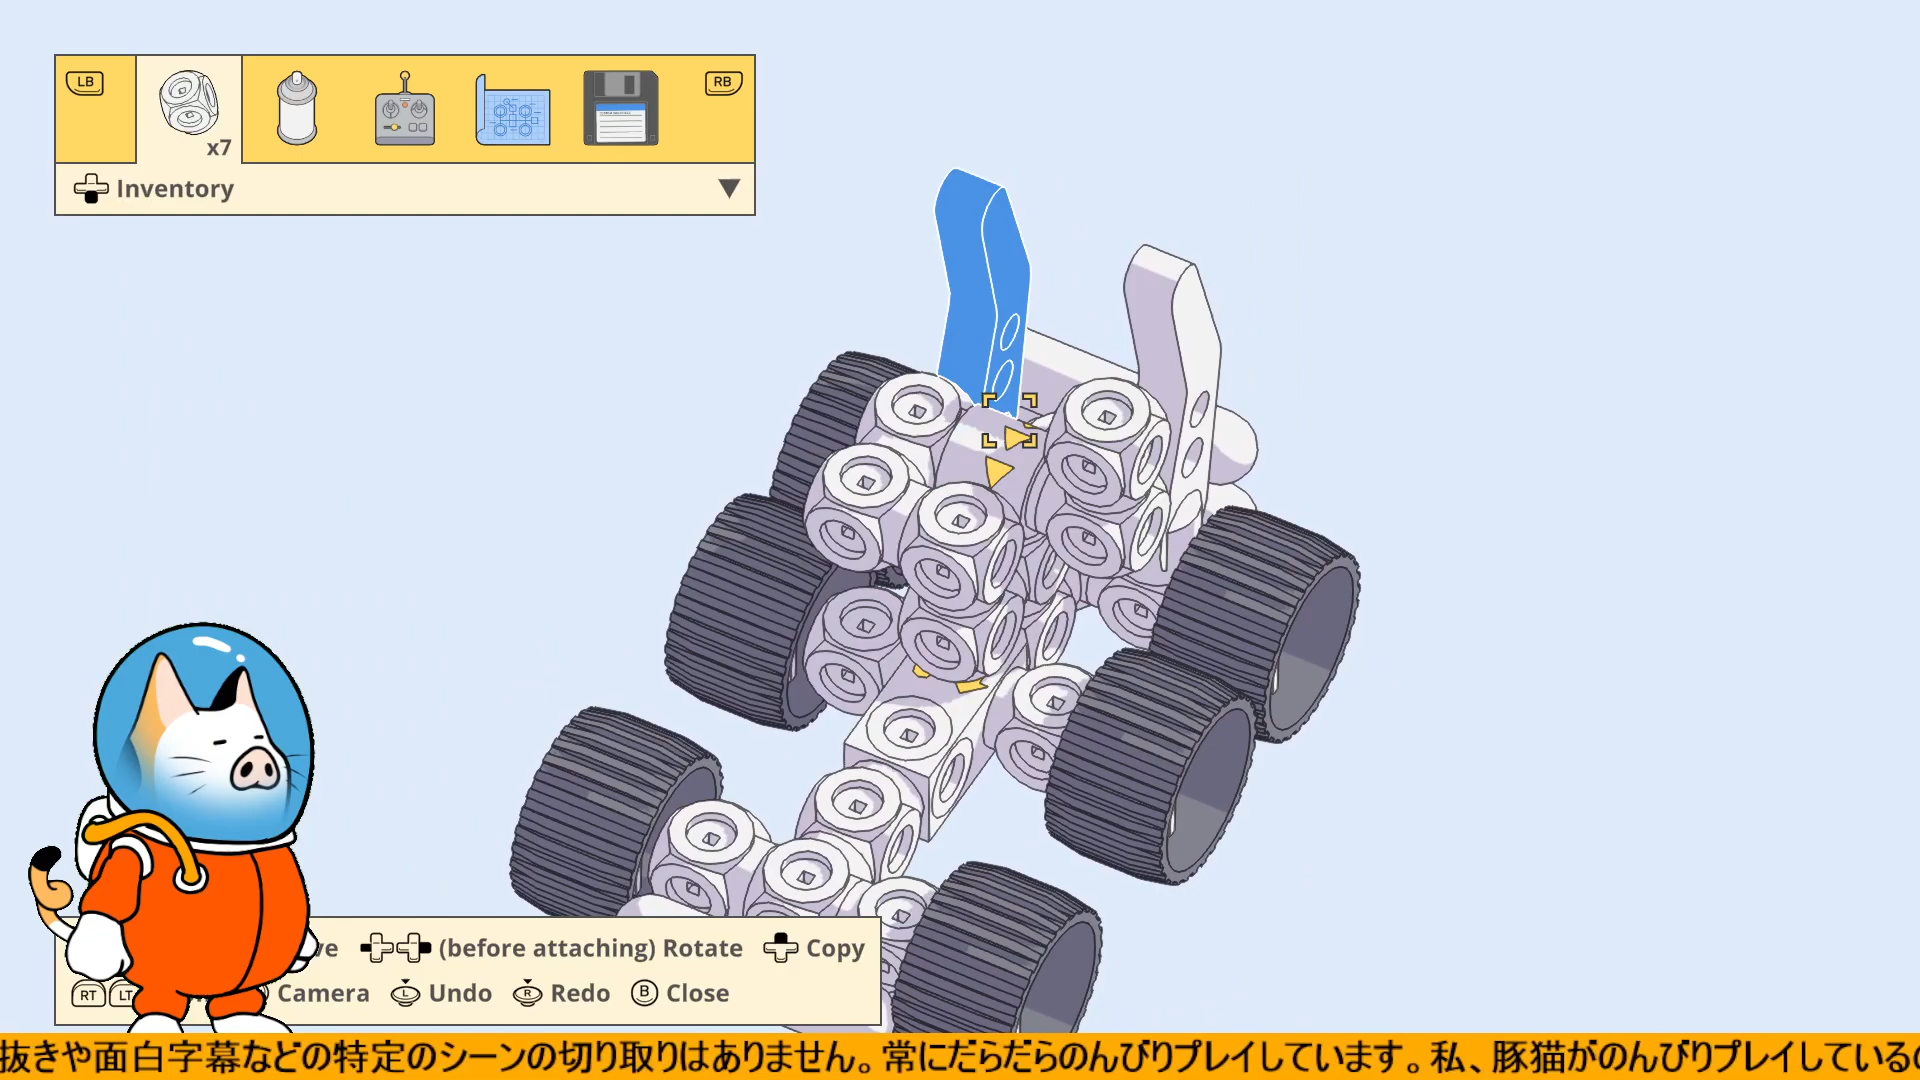 LB
RB
x7
Inventory
ve (before attaching) Rotate Copy
RT LT Camera L Undo R Redo B Close
抜きや面白字幕などの特定のシーンの切り取りはありません。常にだらだらのんびりプレイしています。私、豚猫がのんびりプレイしているの